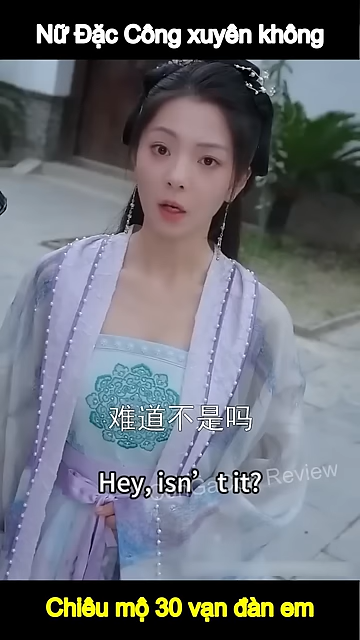 Nữ Đặc Công xuyên không
难道不是吗
Hey, isn't it?
Review
Chiêu mộ 30 vạn đàn em